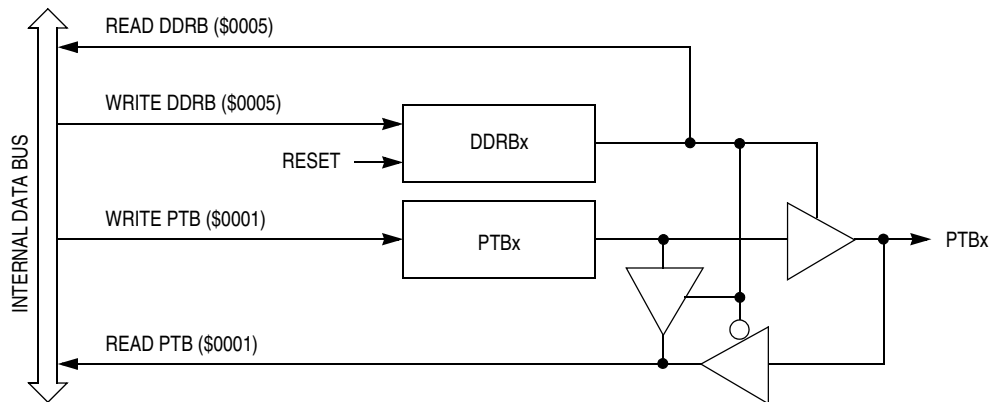 READ DDRB ($0005)
WRITE DDRB ($0005)
DDRBx
RESET
INTERNAL DATA BUS
WRITE PTB ($0001)
PTBx
PTBx
READ PTB ($0001)